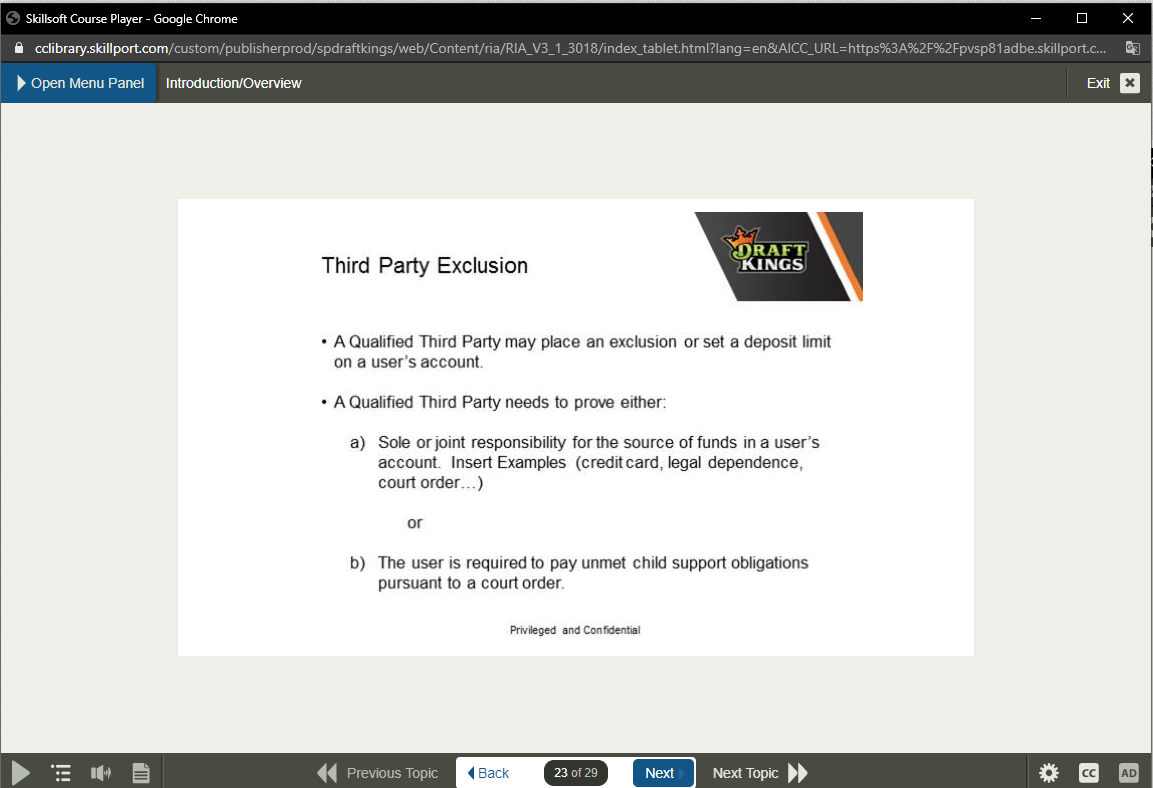 Skillsoft Course Player - Google Chrome
cclibrary.skillport.com/custom/publisherprod/spdraftkings/web/Content/ria/RIA_V3_1_3018/index_tablet.html?lang=en&AICC_URL=https%3A%2F%2Fpvsp81adbe.skillport.c...
Open Menu Panel Introduction/Overview Exit
DRAFT
KINGS
Third Party Exclusion
• A Qualified Third Party may place an exclusion or set a deposit limit
on a user's account.
• A Qualified Third Party needs to prove either:
a) Sole or joint responsibility for the source of funds in a user's
account. Insert Examples (credit card, legal dependence,
court order…)
or
b) The user is required to pay unmet child support obligations
pursuant to a court order.
Privileged and Confidential
Previous Topic Back 23 of 29 Next Next Topic CC AD